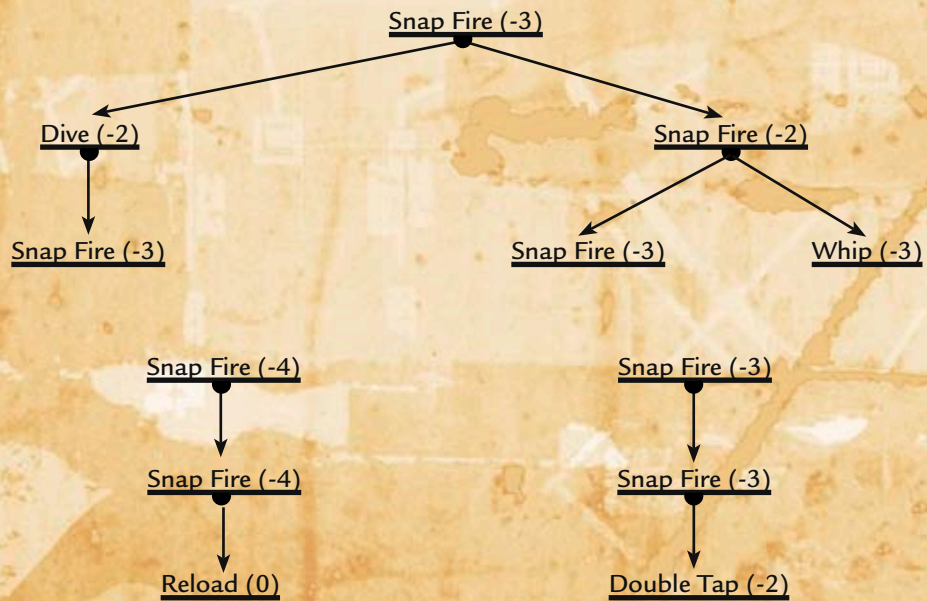 Snap Fire (-3)
Dive (-2)
Snap Fire (-2)
Snap Fire (-3)
Snap Fire (-3)
Whip (-3)
Snap Fire (-4)
Snap Fire (-3)
Snap Fire (-4)
Snap Fire (-3)
Reload (0)
Double Tap (-2)